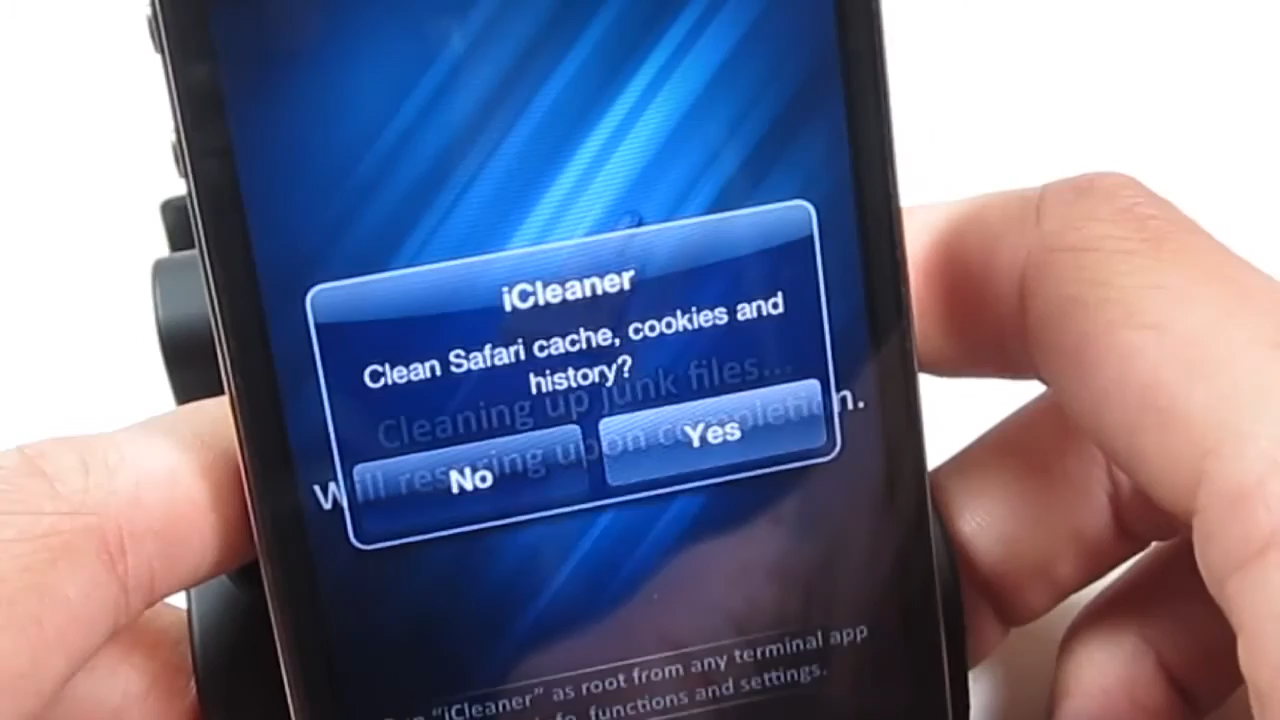 iCleaner
Clean Safari cache, cookies and
history?
Cleaning up junk files...
Will respring upon completion.
No
Yes
"iCleaner" as root from any terminal app
functions and settings.